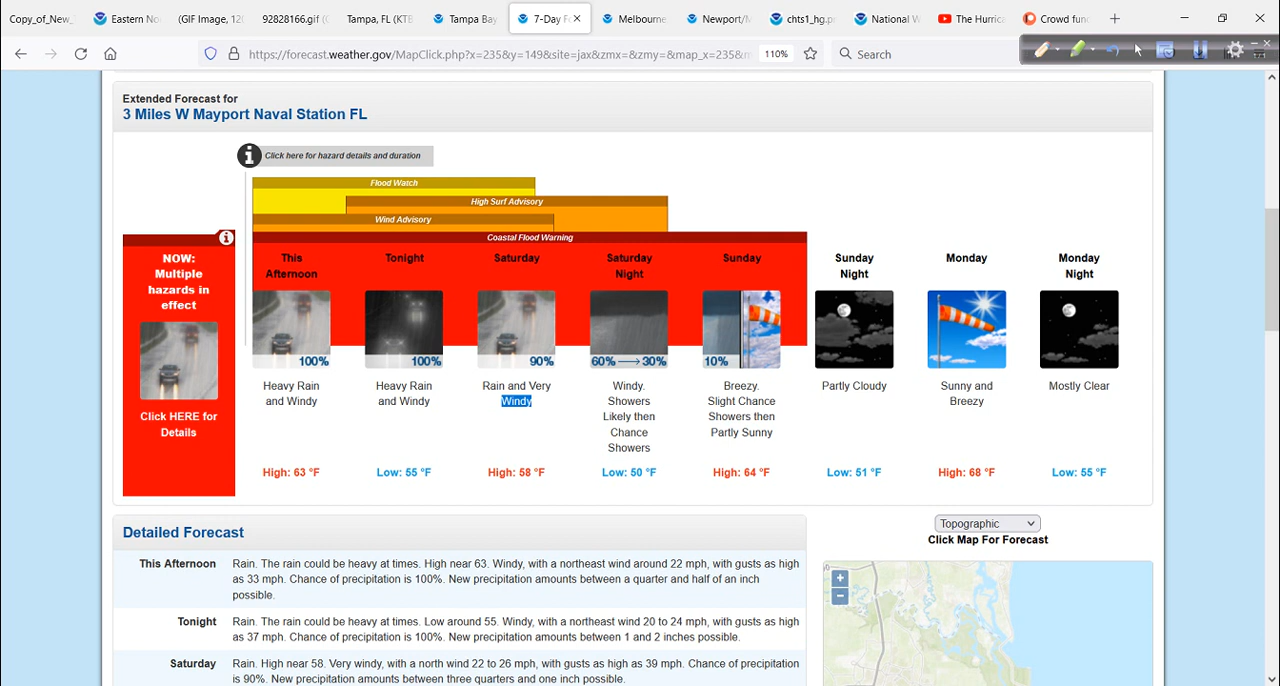 Copy_of_New_
Eastern No
(GIF Image, 12
92828166.gif (
Tampa, FL (KTB
Tampa Bay
7-Day F
Melbourne
Newport/M
chts1_hg.p
National W
The Hurrica
Crowd func
https://forecast.weather.gov/MapClick.php?x=235&y=149&site=jax&zmx=&zmy=&map_x=235&
110%
Search
Extended Forecast for
3 Miles W Mayport Naval Station FL
Click here for hazard details and duration
Flood Watch
High Surf Advisory
Wind Advisory
Coastal Flood Warning
NOW:
Multiple
hazards in
effect
Click HERE for
Details
This
Afternoon
100%
Heavy Rain
and Windy
High: 63 °F
Tonight
100%
Heavy Rain
and Windy
Low: 55 °F
Saturday
90%
Rain and Very
Windy
High: 58 °F
Saturday
Night
60% 30%
Windy.
Showers
Likely then
Chance
Showers
Low: 50 °F
Sunday
10%
Breezy.
Slight Chance
Showers then
Partly Sunny
High: 64 °F
Sunday
Night
Partly Cloudy
Low: 51 °F
Monday
Sunny and
Breezy
High: 68 °F
Monday
Night
Mostly Clear
Low: 55 °F
Detailed Forecast
This Afternoon
Rain. The rain could be heavy at times. High near 63. Windy, with a northeast wind around 22 mph, with gusts as high
as 33 mph. Chance of precipitation is 100%. New precipitation amounts between a quarter and half of an inch
possible.
Tonight
Rain. The rain could be heavy at times. Low around 55. Windy, with a northeast wind 20 to 24 mph, with gusts as high
as 37 mph. Chance of precipitation is 100%. New precipitation amounts between 1 and 2 inches possible.
Saturday
Rain. High near 58. Very windy, with a north wind 22 to 26 mph, with gusts as high as 39 mph. Chance of precipitation
is 90%. New precipitation amounts between three quarters and one inch possible.
Topographic
Click Map For Forecast